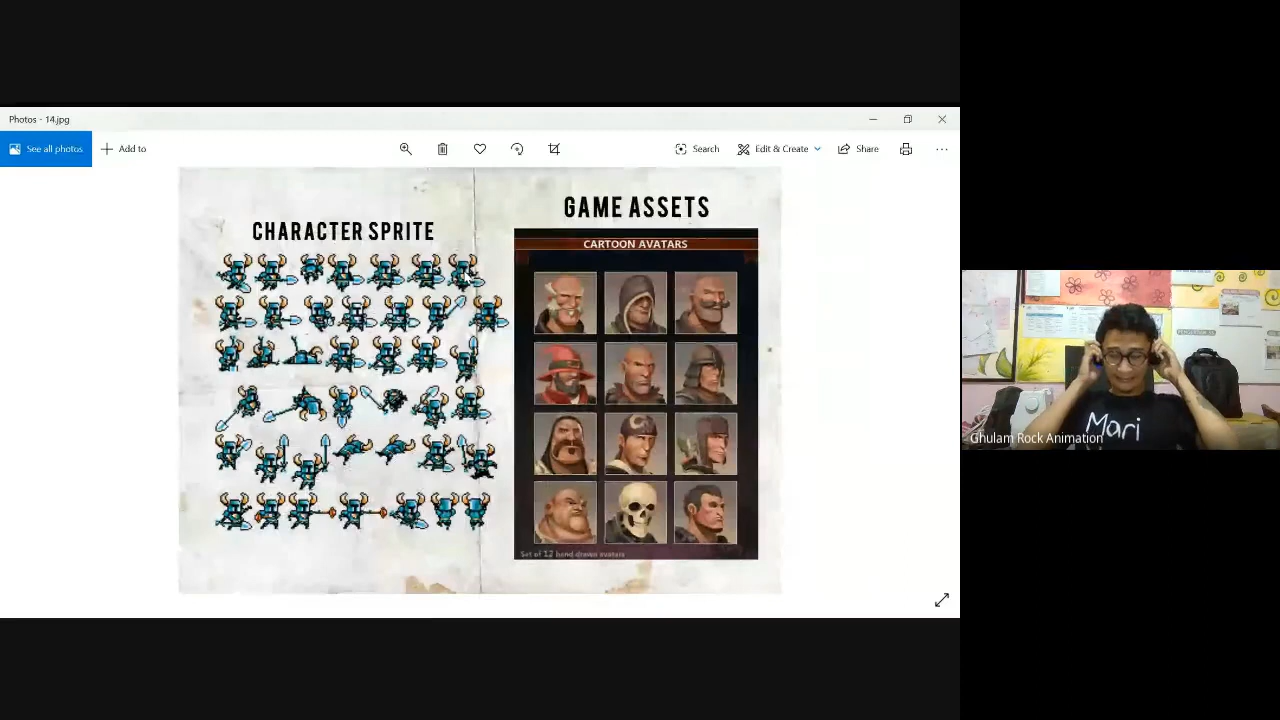 Photos - 14.jpg
See all photos
Add to
Search
Edit & Create
Share
CHARACTER SPRITE
GAME ASSETS
CARTOON AVATARS
Set of 12 hand drawn avatars
Ghulam Rock Animation
Mari